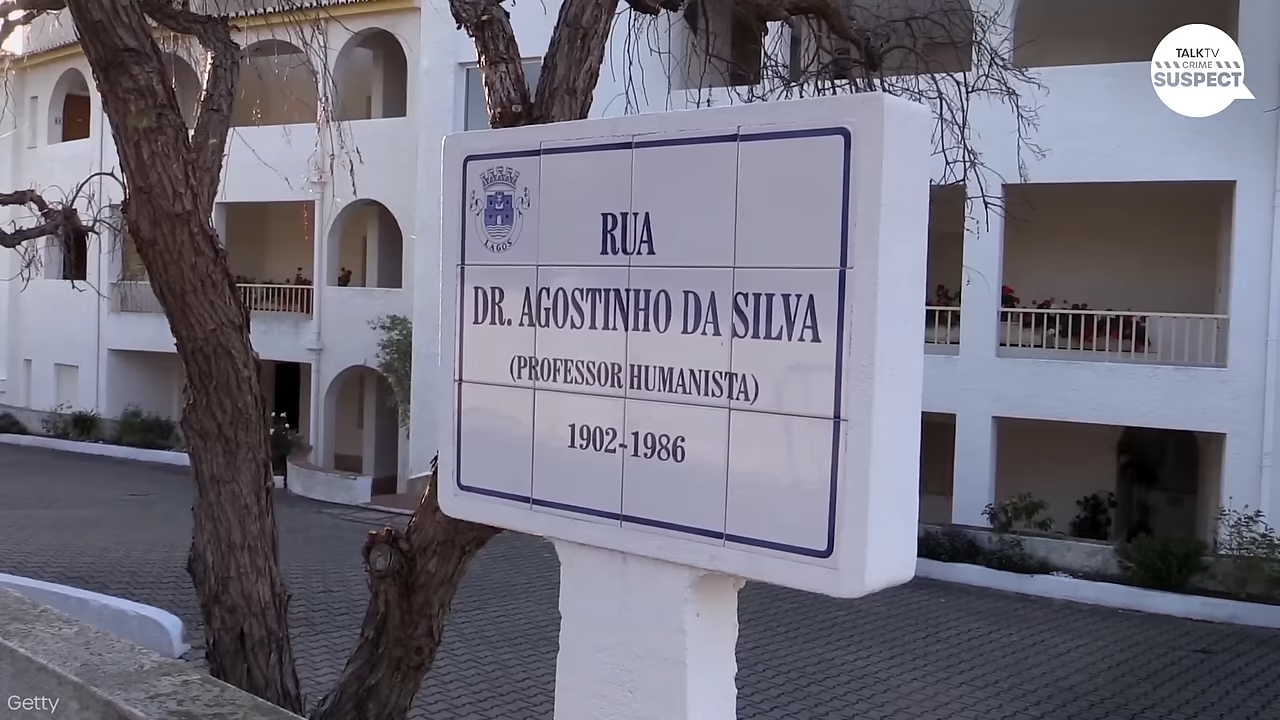 TALKTV
CRIME
SUSPECT
LAGOS
RUA
DR. AGOSTINHO DA SILVA
(PROFESSOR HUMANISTA)
1902-1986
Getty